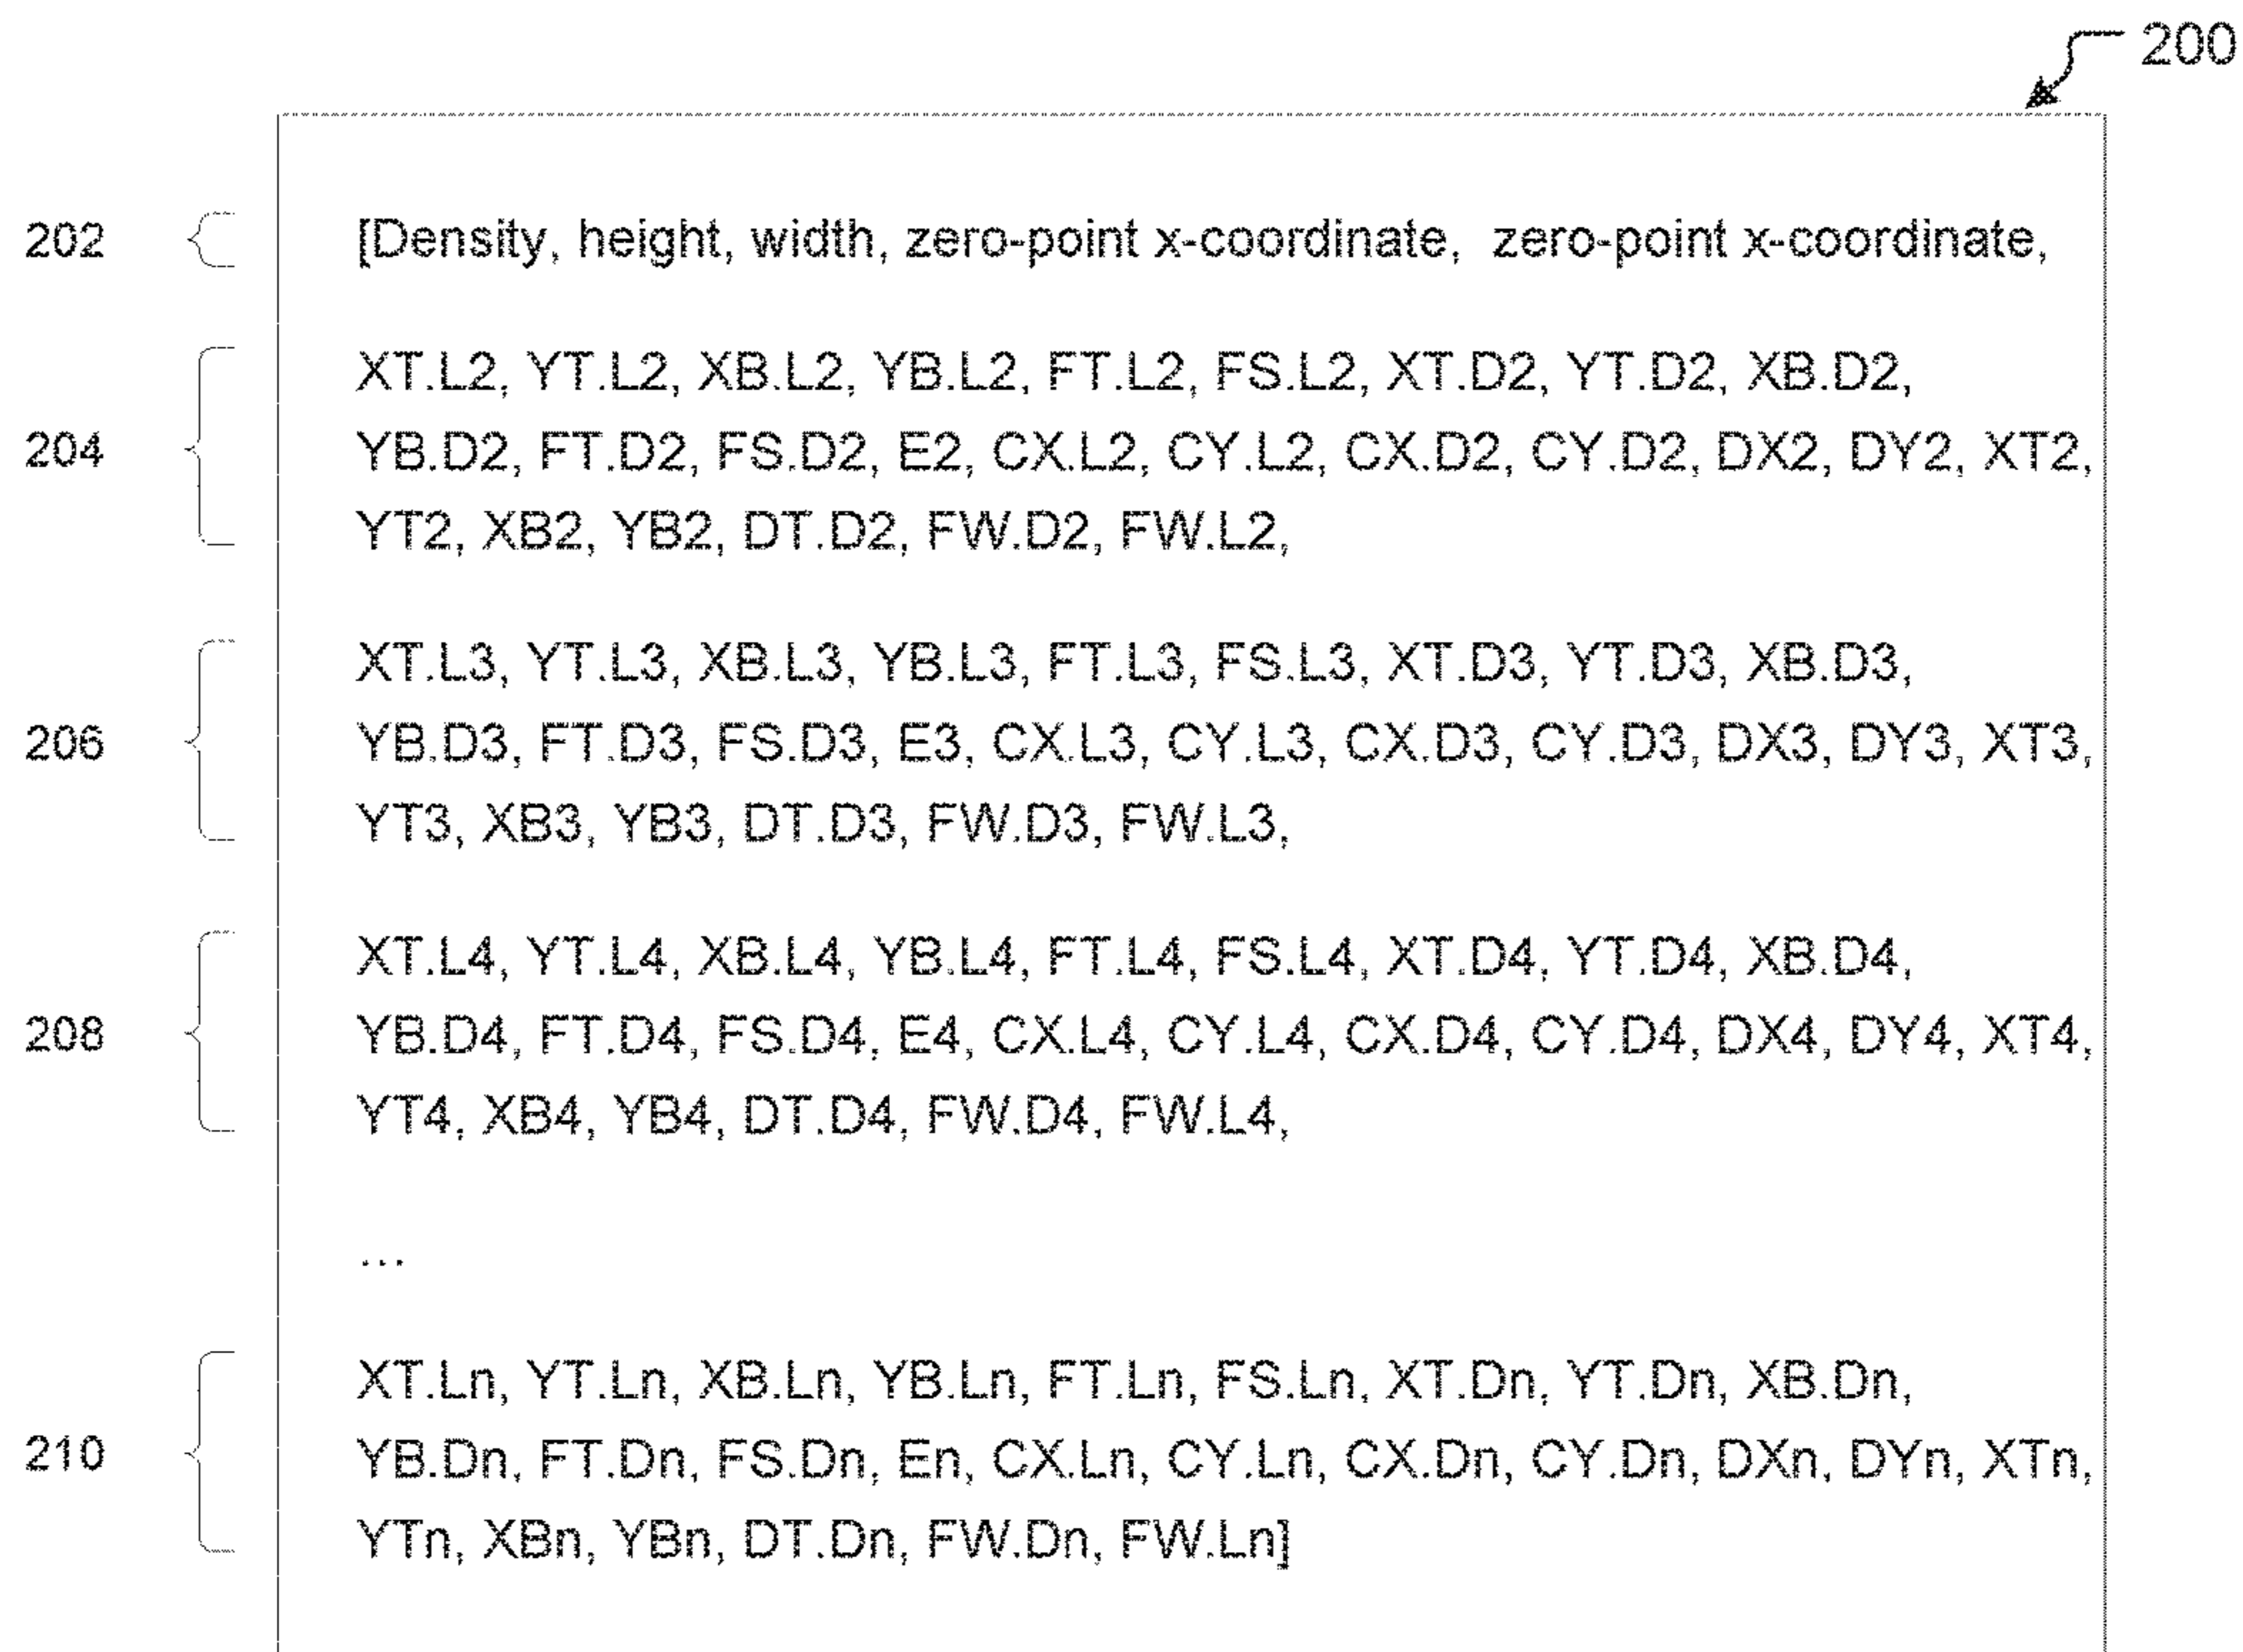 200
202 [Density, height, width, zero-point x-coordinate, zero-point x-coordinate,
XT.L2, YT.L2, XB.L2, YB.L2, FT.L2, FS.L2, XT.D2, YT.D2, XB.D2,
204 YB.D2, FT.D2, FS.D2, E2, CX.L2, CY.L2, CX.D2, CY.D2, DX2, DY2, XT2,
YT2, XB2, YB2, DT.D2, FW.D2, FW.L2,
XT.L3, YT.L3, XB.L3, YB.L3, FT.L3, FS.L3, XT.D3, YT.D3, XB.D3,
206 YB.D3, FT.D3, FS.D3, E3, CX.L3, CY.L3, CX.D3, CY.D3, DX3, DY3, XT3,
YT3, XB3, YB3, DT.D3, FW.D3, FW.L3,
XT.L4, YT.L4, XB.L4, YB.L4, FT.L4, FS.L4, XT.D4, YT.D4, XB.D4,
208 YB.D4, FT.D4, FS.D4, E4, CX.L4, CY.L4, CX.D4, CY.D4, DX4, DY4, XT4,
YT4, XB4, YB4, DT.D4, FW.D4, FW.L4,
...
XT.Ln, YT.Ln, XB.Ln, YB.Ln, FT.Ln, FS.Ln, XT.Dn, YT.Dn, XB.Dn,
210 YB.Dn, FT.Dn, FS.Dn, En, CX.Ln, CY.Ln, CX.Dn, CY.Dn, DXn, DYn, XTn,
YTn, XBn, YBn, DT.Dn, FW.Dn, FW.Ln]